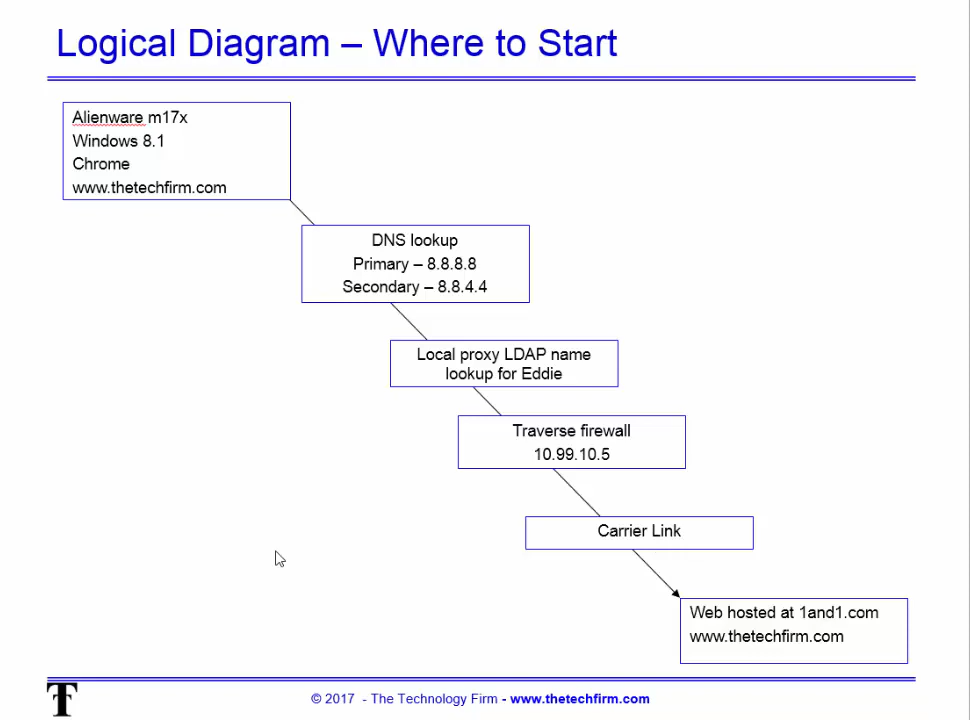 Logical Diagram – Where to Start
Alienware m17x
Windows 8.1
Chrome
www.thetechfirm.com
DNS lookup
Primary – 8.8.8.8
Secondary – 8.8.4.4
Local proxy LDAP name
lookup for Eddie
Traverse firewall
10.99.10.5
Carrier Link
Web hosted at 1and1.com
www.thetechfirm.com
T
© 2017 - The Technology Firm - www.thetechfirm.com